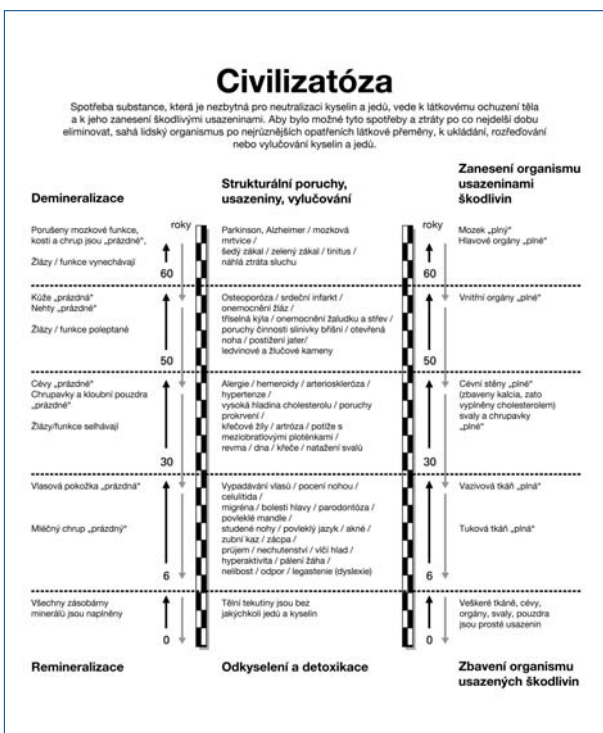 Civilizatóza
Spotřeba substance, která je nezbytná pro neutralizaci kyselin a jedů, vede k látkovému ochuzení těla
a k jeho zanesení škodlivými usazeninami. Aby bylo možné tyto spotřeby a ztráty po co nejdelší dobu
eliminovat, sahá lidský organismus po nejrůznějších opatřeních látkové přeměny, k ukládání, rozřeďování
nebo vylučování kyselin a jedů.
Demineralizace
Strukturální poruchy,
usazeniny, vylučování
Zanesení organismu
usazeninami
škodlivin
Porušeny mozkové funkce,
kosti a chrup jsou „prázdné“,
Žlázy / funkce vynechávají
roky
60
Parkinson, Alzheimer / mozková
mrtvice /
šedý zákal / zelený zákal / tinitus /
náhlá ztráta sluchu
roky
60
Mozek „plný“
Hlavové orgány „plné“
Kůže „prázdná“
Nehty „prázdné“
Žlázy / funkce poleptané
50
Osteoporóza / srdeční infarkt /
onemocnění žláz /
tříselná kýla / onemocnění žaludku a střev /
poruchy činnosti slinivky břišní / otevřená
noha / postižení jater/
ledvinové a žlučové kameny
50
Vnitřní orgány „plné“
Cévy „prázdné“
Chrupavky a kloubní pouzdra
„prázdné“
Žlázy/funkce selhávají
30
Alergie / hemeroidy / arterioskleróza /
hypertenze /
vysoká hladina cholesterolu / poruchy
prokrvení /
křečové žíly / artróza / potíže s
meziobratlovými ploténkami /
revma / dna / křeče / natažení svalů
30
Cévní stěny „plné“
(zbaveny kalcia, zato
vyplněny cholesterolem)
svaly a chrupavky
„plné“
Vlasová pokožka „prázdná“
Mléčný chrup „prázdný“
6
Vypadávání vlasů / pocení nohou /
celulitida /
migréna / bolesti hlavy / parodontóza /
povleklé mandle /
studené nohy / povleklý jazyk / akné /
zubní kaz / zácpa /
průjem / nechutenství / vlčí hlad /
hyperaktivita / pálení žáha /
nelibost / odpor / legastenie (dyslexie)
6
Vazivová tkáň „plná“
Tuková tkáň „plná“
Všechny zásobárny
minerálů jsou naplněny
0
Tělní tekutiny jsou bez
jakýchkoli jedů a kyselin
0
Veškeré tkáně, cévy,
orgány, svaly, pouzdra
jsou prosté usazenin
Remineralizace
Odkyselení a detoxikace
Zbavení organismu
usazených škodlivin